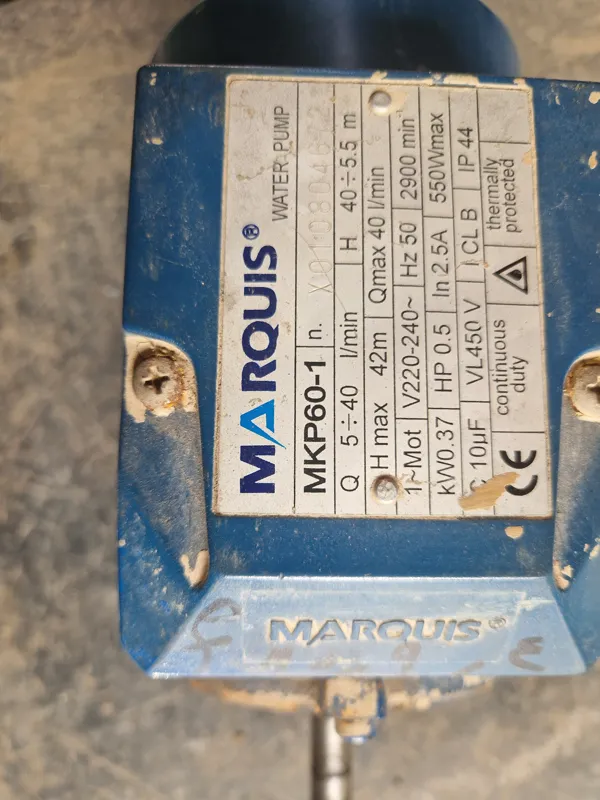 MARQUIS®
WATER PUMP
MKP60-1 n. X010804672
Q 5÷40 l/min H 40÷5.5 m
H max 42m Qmax 40 l/min
1~Mot V220-240~ Hz 50 2900 min
kW0.37 HP 0.5 In 2.5A 550Wmax
C 10µF VL450 V I CL B IP 44
CE continuous duty thermally protected
MARQUIS®